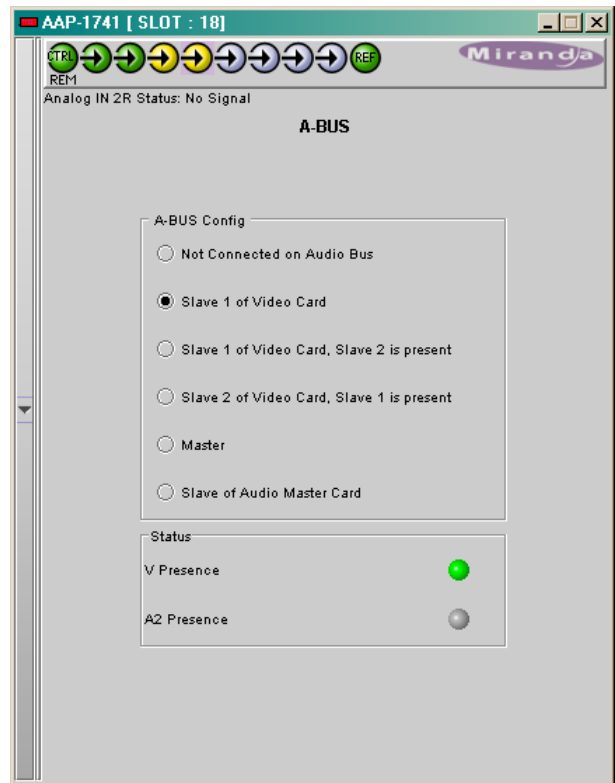 AAP-1741 [ SLOT : 18]
CTRL REF Miranda
REM
Analog IN 2R Status: No Signal
A-BUS
A-BUS Config
Not Connected on Audio Bus
Slave 1 of Video Card
Slave 1 of Video Card, Slave 2 is present
Slave 2 of Video Card, Slave 1 is present
Master
Slave of Audio Master Card
Status
V Presence
A2 Presence